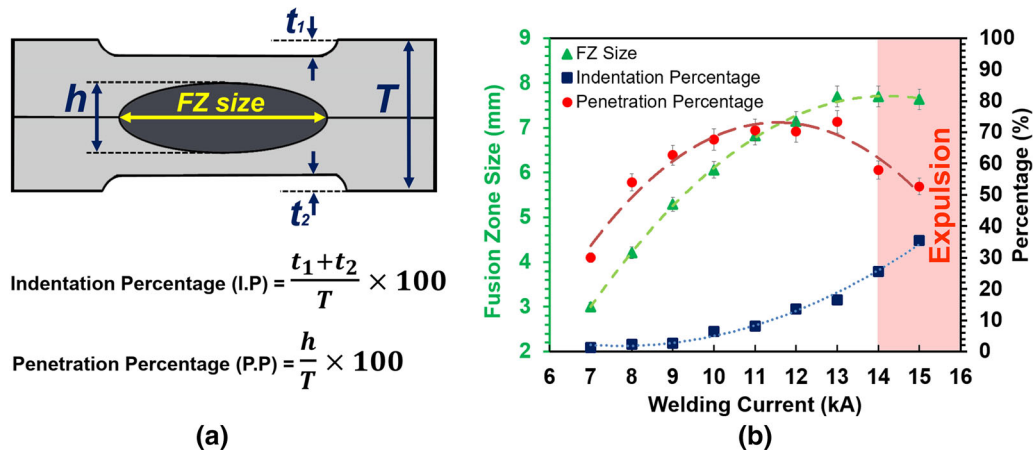 t1
h
FZ size
T
t2
Indentation Percentage (I.P) = (t1+t2)/T × 100
Penetration Percentage (P.P) = h/T × 100
(a)
Fusion Zone Size (mm)
9
8
7
6
5
4
3
2
FZ Size
Indentation Percentage
Penetration Percentage
Expulsion
100
90
80
70
60
50
40
30
20
10
0
Percentage (%)
6 7 8 9 10 11 12 13 14 15 16
Welding Current (kA)
(b)